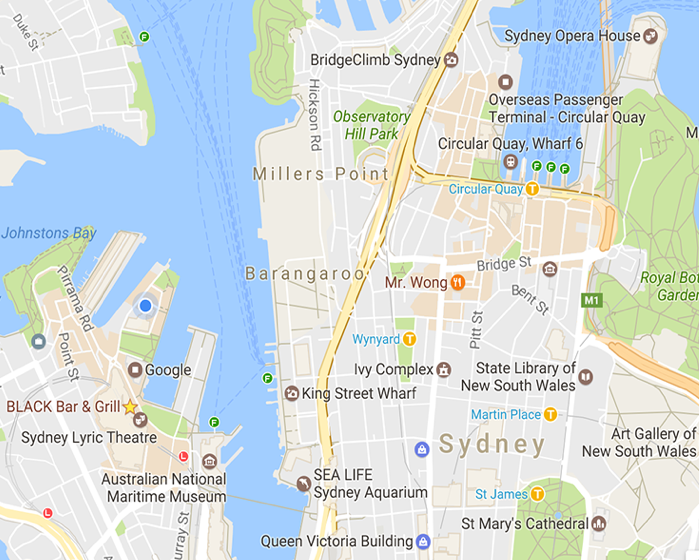 Duke St
Sydney Opera House
BridgeClimb Sydney
Hickson Rd
Overseas Passenger
Terminal - Circular Quay
Observatory
Hill Park
M
Circular Quay, Wharf 6
Millers Point
Circular Quay
Johnstons Bay
Bridge St
Barangaroo
Royal Bot
Garden
Pirrama Rd
Mr. Wong
Bent St
M1
Point St
Pitt St
Wynyard
Google
Ivy Complex
State Library of
New South Wales
King Street Wharf
BLACK Bar & Grill
Martin Place
Sydney Lyric Theatre
Sydney
Art Gallery of
New South Wales
Australian National
Maritime Museum
SEA LIFE
Sydney Aquarium
St James
urray St
St Mary's Cathedral
Queen Victoria Building